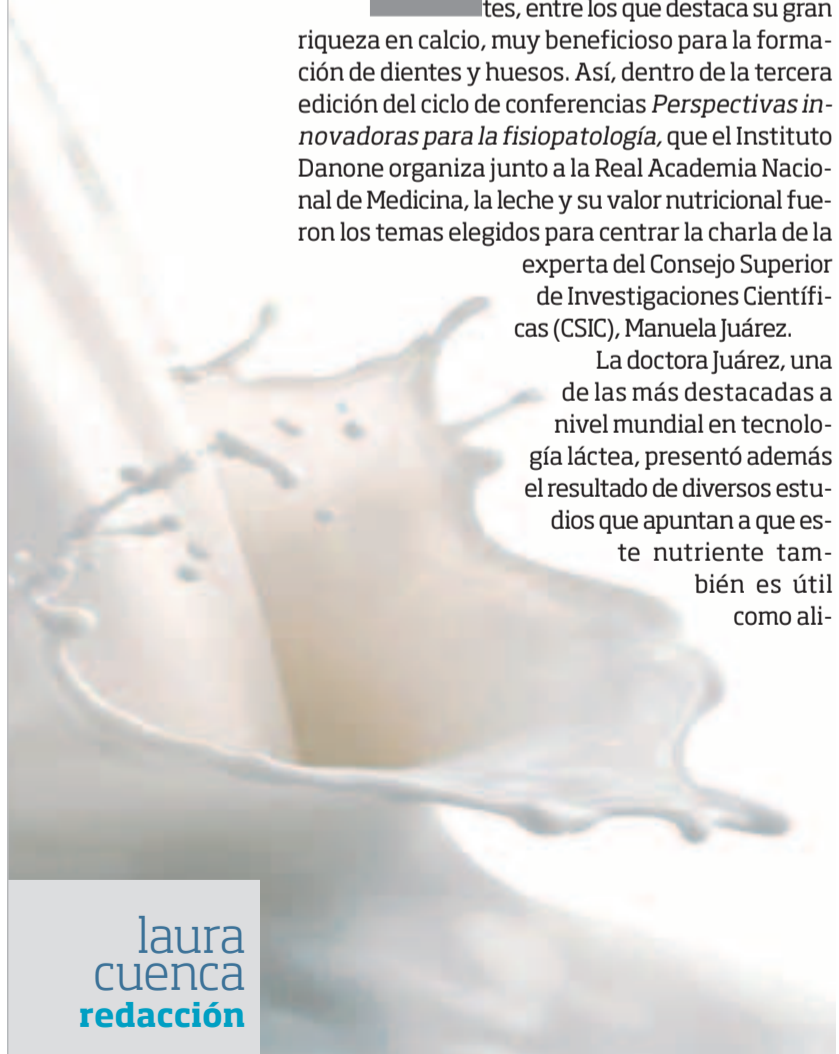 tes, entre los que destaca su gran
riqueza en calcio, muy beneficioso para la forma-
ción de dientes y huesos. Así, dentro de la tercera
edición del ciclo de conferencias Perspectivas in-
novadoras para la fisiopatología, que el Instituto
Danone organiza junto a la Real Academia Nacio-
nal de Medicina, la leche y su valor nutricional fue-
ron los temas elegidos para centrar la charla de la
experta del Consejo Superior
de Investigaciones Científi-
cas (CSIC), Manuela Juárez.
La doctora Juárez, una
de las más destacadas a
nivel mundial en tecnolo-
gía láctea, presentó además
el resultado de diversos estu-
dios que apuntan a que es-
te nutriente tam-
bién es útil
como ali-
laura
cuenca
redacción